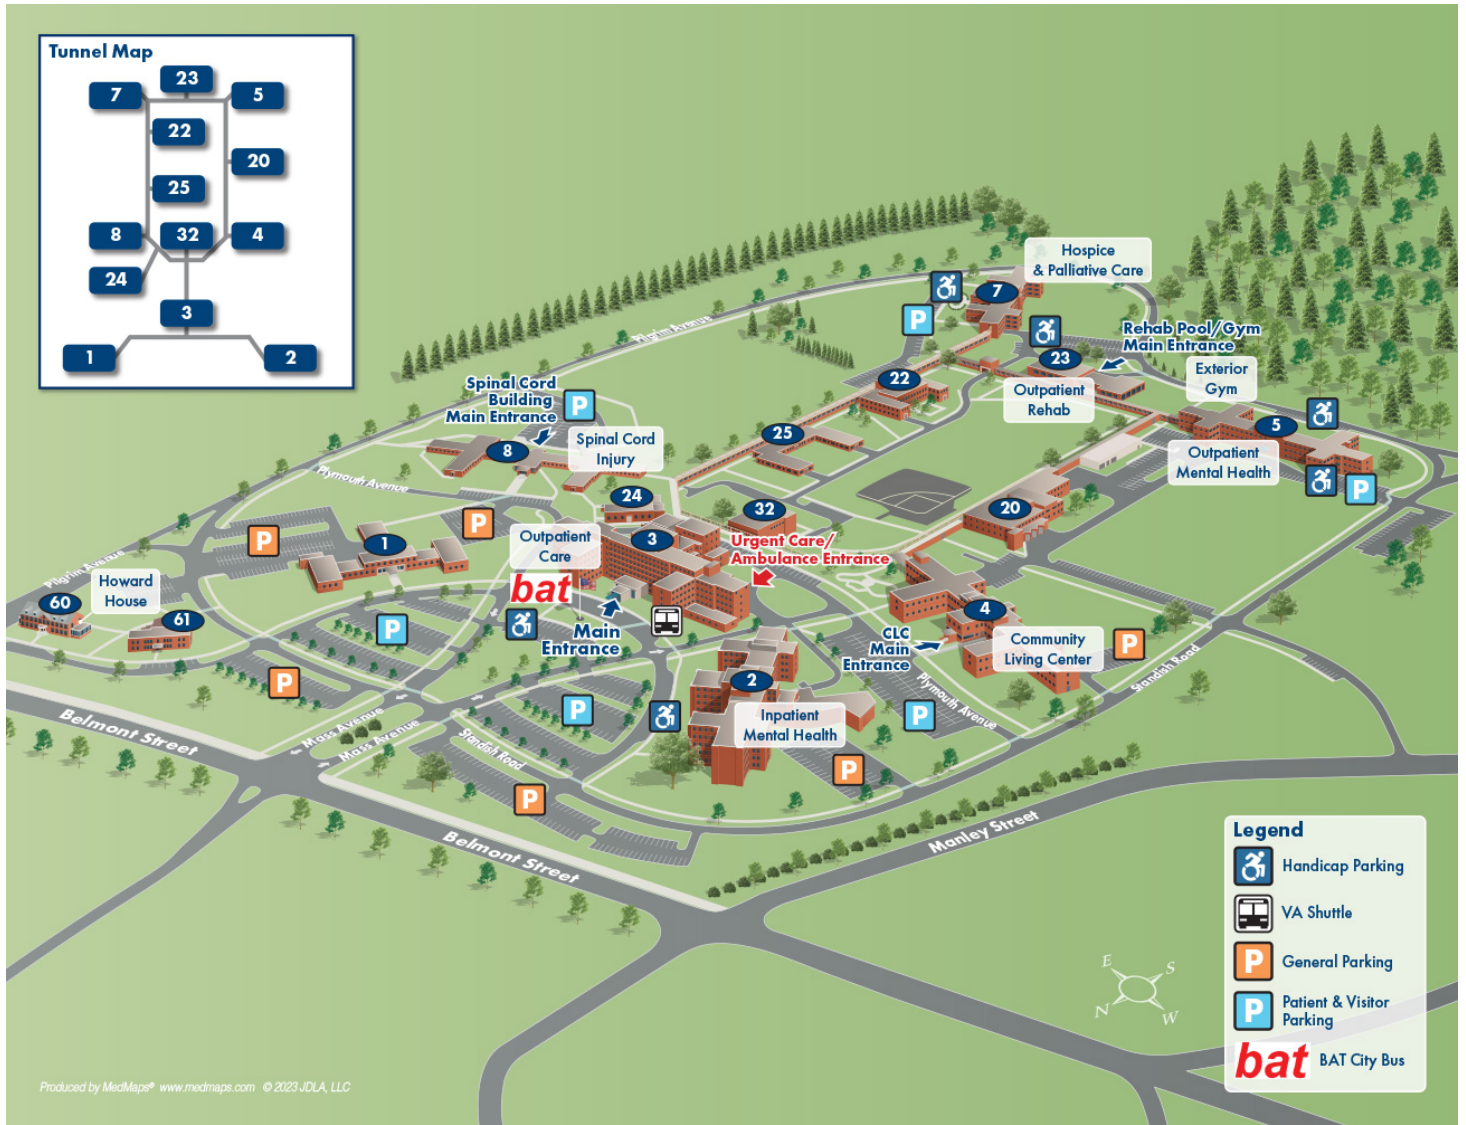 Tunnel Map
23
7
5
22
20
25
8
32
4
24
3
1
2
Hospice
& Palliative Care
7
P
Pilgrim Avenue
Rehab Pool/Gym
Main Entrance
23
Exterior
Gym
22
Outpatient
Rehab
Spinal Cord
Building
Main Entrance
P
5
25
8
Spinal Cord
Injury
Outpatient
Mental Health
P
Plymouth Avenue
24
32
20
P
P
1
Outpatient
Care
3
Urgent Care/
Ambulance Entrance
Pilgrim Avenue
Howard
House
bat
60
61
P
Main
Entrance
4
CLC
Main
Entrance
Community
Living Center
P
P
2
Plymouth Avenue
Standish Road
P
P
Inpatient
Mental Health
Belmont Street
Mass Avenue
Mass Avenue
Standish Road
P
P
Belmont Street
Manley Street
Legend
Handicap Parking
VA Shuttle
P General Parking
P Patient & Visitor
Parking
bat BAT City Bus
E
S
N
W
Produced by MedMaps® www.medmaps.com © 2023 JDLA, LLC